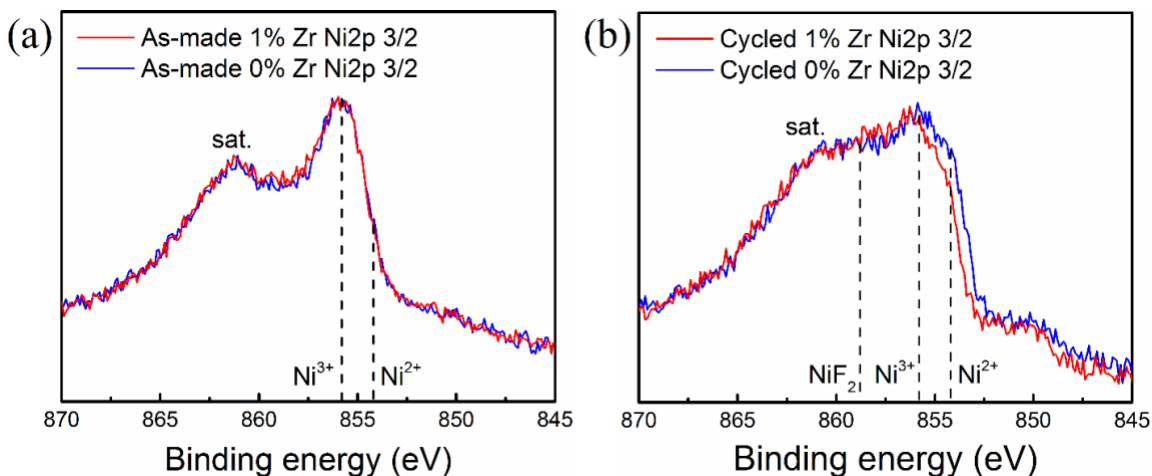 (a)
As-made 1% Zr Ni2p 3/2
As-made 0% Zr Ni2p 3/2
sat.
Ni³⁺
Ni²⁺
870 865 860 855 850 845
Binding energy (eV)
(b)
Cycled 1% Zr Ni2p 3/2
Cycled 0% Zr Ni2p 3/2
sat.
NiF₂ Ni³⁺ Ni²⁺
870 865 860 855 850 845
Binding energy (eV)